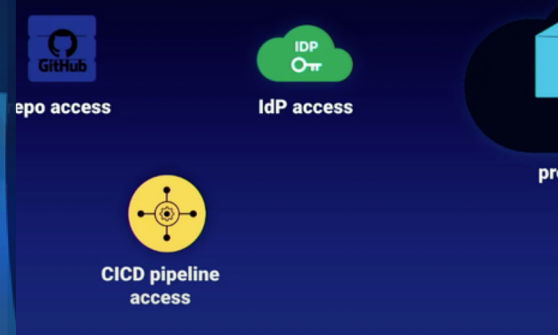 GitHub
epo access
IDP
IdP access
pr
CICD pipeline
access